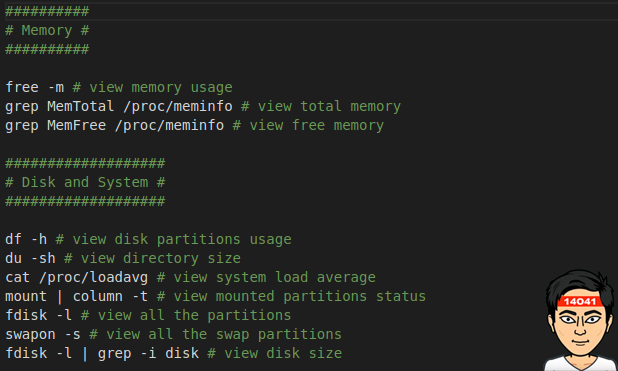 ##########
# Memory #
##########
free -m # view memory usage
grep MemTotal /proc/meminfo # view total memory
grep MemFree /proc/meminfo # view free memory
###################
# Disk and System #
###################
df -h # view disk partitions usage
du -sh # view directory size
cat /proc/loadavg # view system load average
mount | column -t # view mounted partitions status
fdisk -l # view all the partitions
swapon -s # view all the swap partitions
fdisk -l | grep -i disk # view disk size
14041